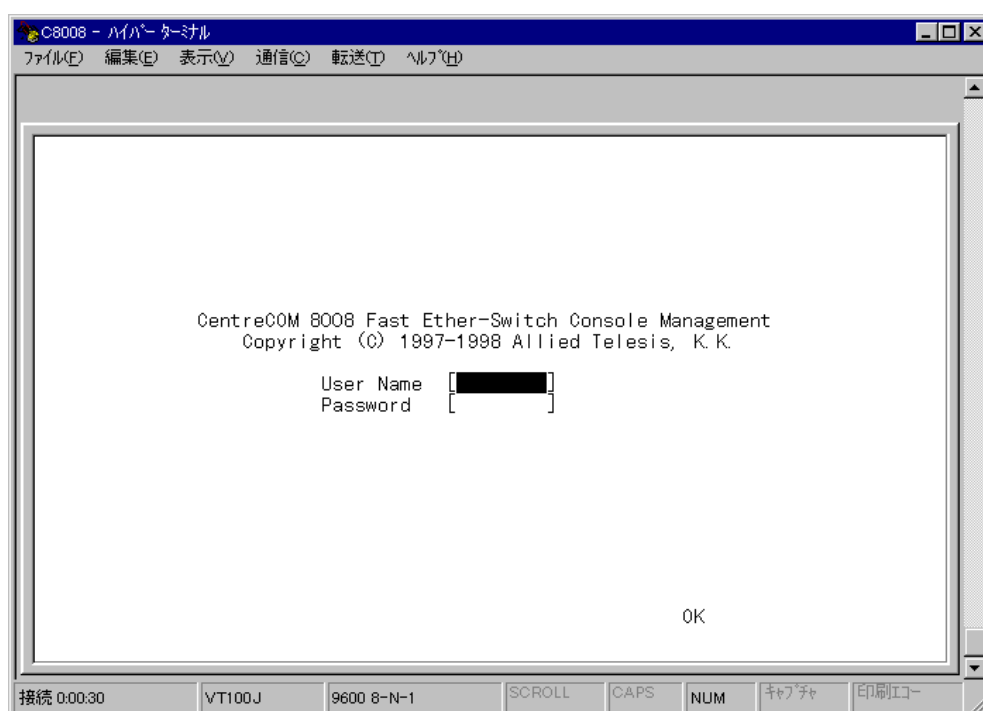 C8008 - ﾊｲﾊﾟｰ ﾀｰﾐﾅﾙ
ﾌｧｲﾙ(F) 編集(E) 表示(V) 通信(C) 転送(T) ﾍﾙﾌﾟ(H)
CentreCOM 8008 Fast Ether-Switch Console Management
Copyright (C) 1997-1998 Allied Telesis, K.K.
User Name [ ]
Password [ ]
OK
接続 0:00:30 VT100J 9600 8-N-1 SCROLL CAPS NUM ｷｬﾌﾟﾁｬ 印刷ｴｺｰ